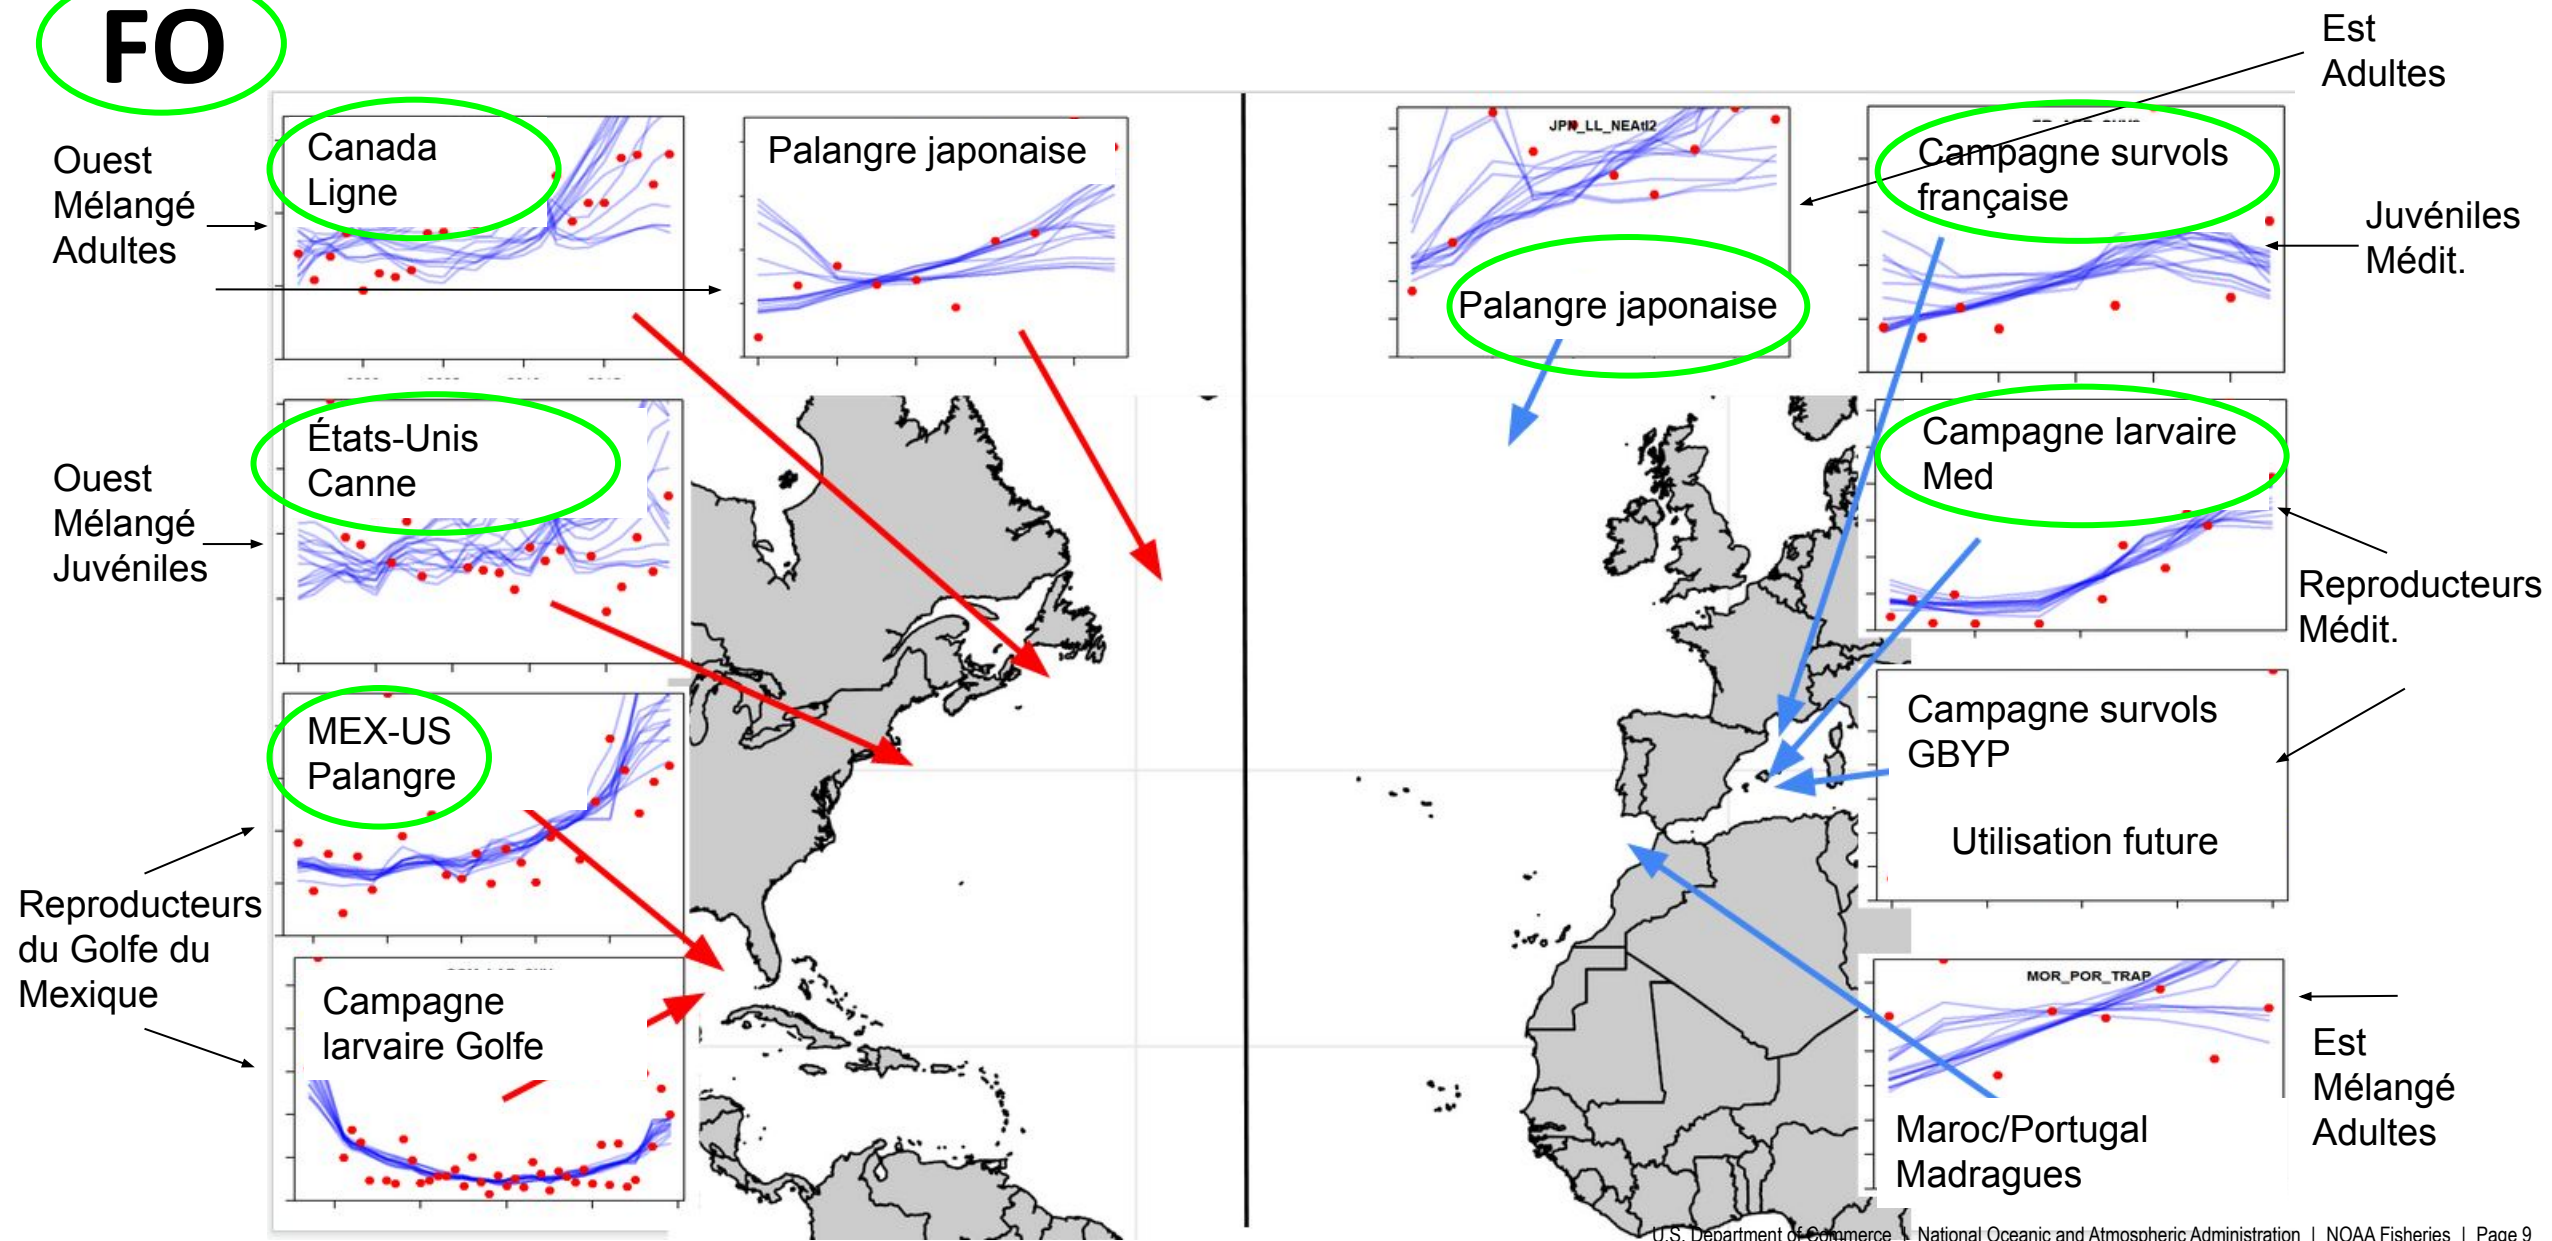 FO
Est
Adultes
Ouest
Mélangé
Adultes
Canada
Ligne
Palangre japonaise
JPN_LL_NEAtl2
Palangre japonaise
Campagne survols
française
Juvéniles
Médit.
Ouest
Mélangé
Juvéniles
États-Unis
Canne
Campagne larvaire
Med
Reproducteurs
Médit.
MEX-US
Palangre
Campagne survols
GBYP
Utilisation future
Reproducteurs
du Golfe du
Mexique
Campagne
larvaire Golfe
MOR_POR_TRAP
Maroc/Portugal
Madragues
Est
Mélangé
Adultes
U.S. Department of Commerce | National Oceanic and Atmospheric Administration | NOAA Fisheries | Page 9